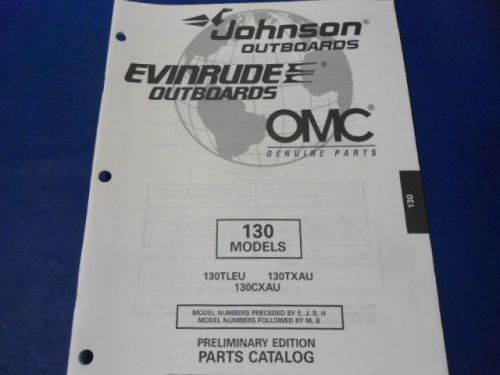 Johnson®
OUTBOARDS
EVINRUDE®
OUTBOARDS
OMC®
GENUINE PARTS
130
130
MODELS
130TLEU 130TXAU
130CXAU
MODEL NUMBERS PRECEDED BY E, J, B, H
MODEL NUMBERS FOLLOWED BY M, B
PRELIMINARY EDITION
PARTS CATALOG